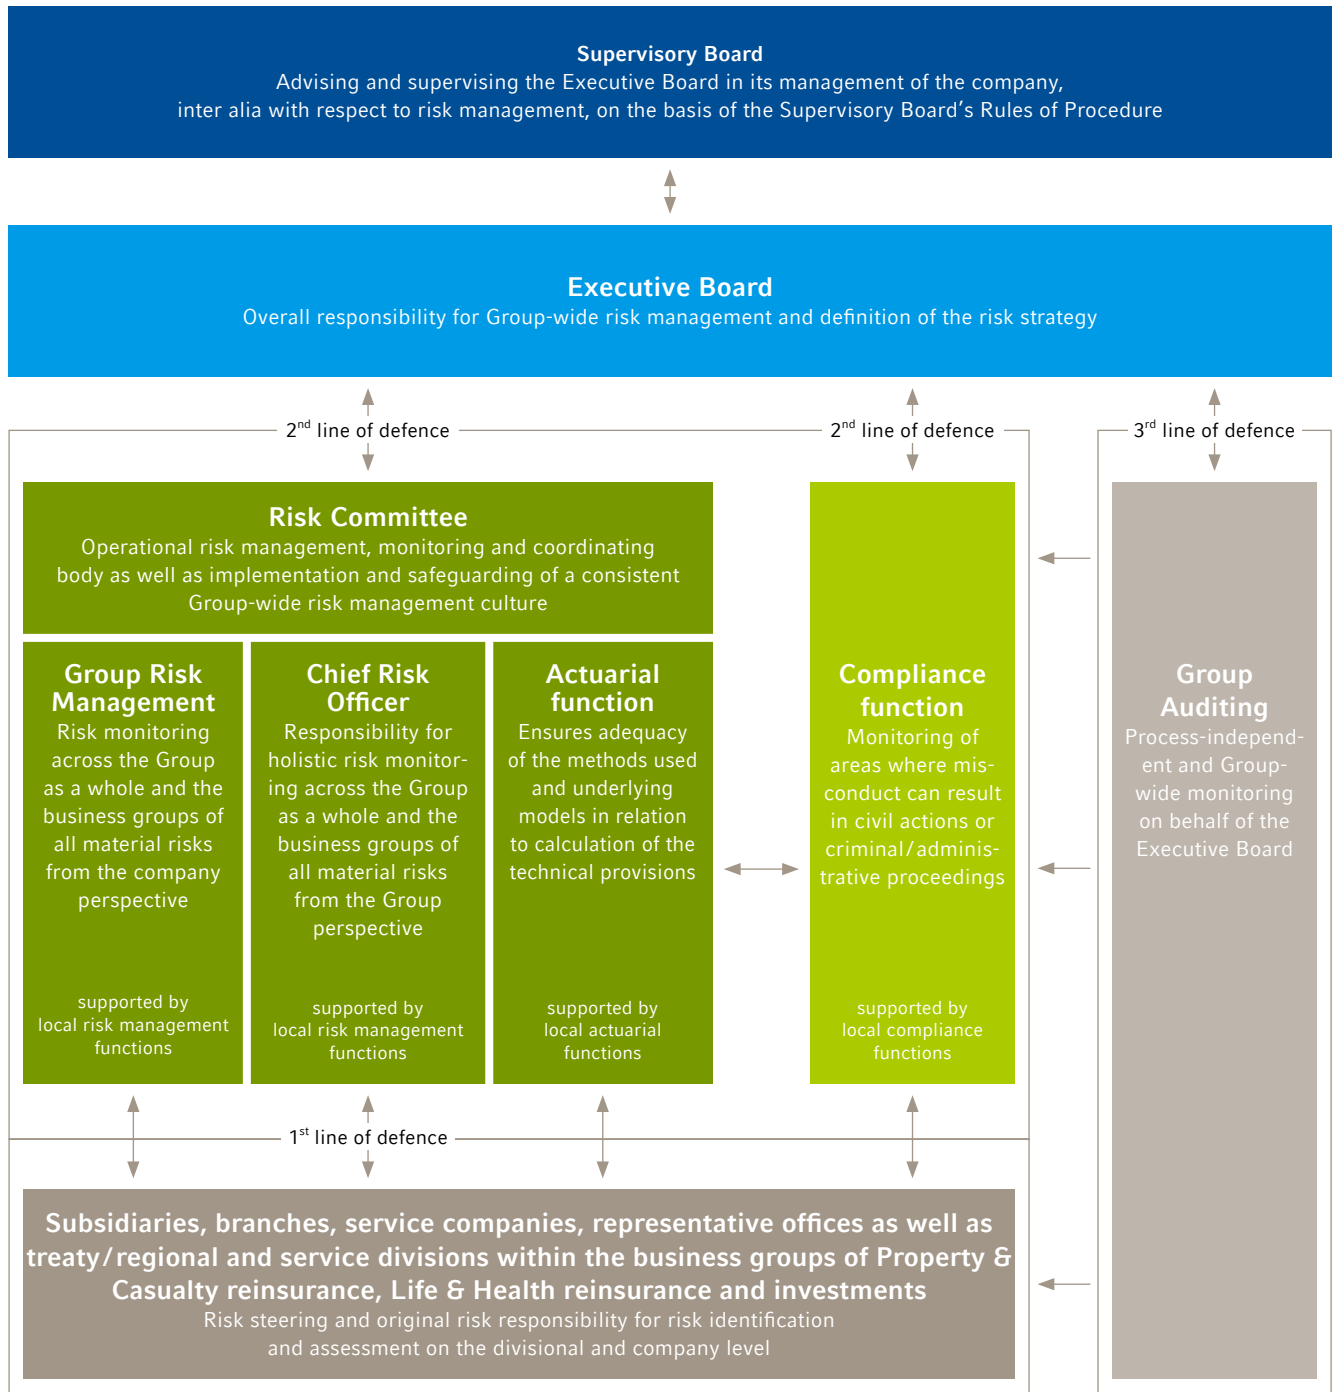 Supervisory Board
Advising and supervising the Executive Board in its management of the company,
inter alia with respect to risk management, on the basis of the Supervisory Board’s Rules of Procedure
Executive Board
Overall responsibility for Group-wide risk management and definition of the risk strategy
2nd line of defence
2nd line of defence
3rd line of defence
Risk Committee
Operational risk management, monitoring and coordinating
body as well as implementation and safeguarding of a consistent
Group-wide risk management culture
Group Risk
Management
Risk monitoring
across the Group
as a whole and the
business groups of
all material risks
from the company
perspective
supported by
local risk management
functions
Chief Risk
Officer
Responsibility for
holistic risk monitor-
ing across the Group
as a whole and the
business groups of
all material risks
from the Group
perspective
supported by
local risk management
functions
Actuarial
function
Ensures adequacy
of the methods used
and underlying
models in relation
to calculation of the
technical provisions
supported by
local actuarial
functions
Compliance
function
Monitoring of
areas where mis-
conduct can result
in civil actions or
criminal/adminis-
trative proceedings
supported by
local compliance
functions
Group
Auditing
Process-independ-
ent and Group-
wide monitoring
on behalf of the
Executive Board
1st line of defence
Subsidiaries, branches, service companies, representative offices as well as
treaty/regional and service divisions within the business groups of Property &
Casualty reinsurance, Life & Health reinsurance and investments
Risk steering and original risk responsibility for risk identification
and assessment on the divisional and company level